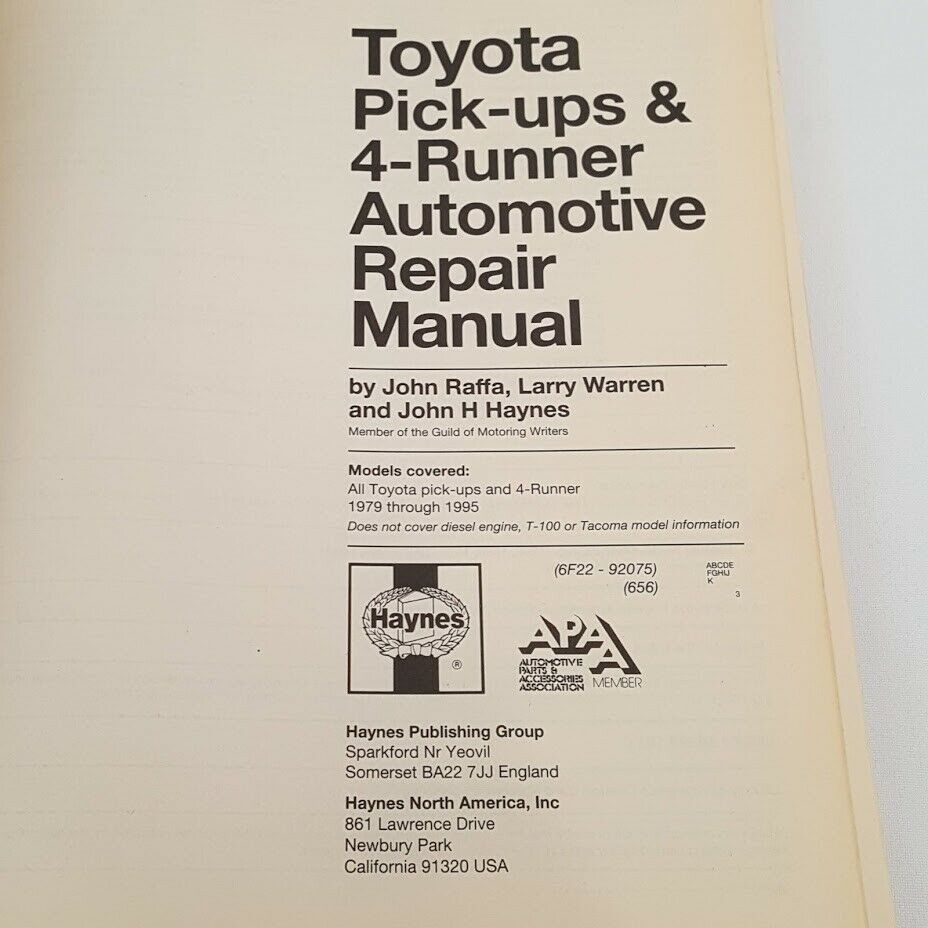 Toyota
Pick-ups &
4-Runner
Automotive
Repair
Manual
by John Raffa, Larry Warren
and John H Haynes
Member of the Guild of Motoring Writers
Models covered:
All Toyota pick-ups and 4-Runner
1979 through 1995
Does not cover diesel engine, T-100 or Tacoma model information
(6F22 - 92075)
(656)
ABCDE
FGHIJ
K
3
Haynes
®
APAA
AUTOMOTIVE
PARTS &
ACCESSORIES
ASSOCIATION
MEMBER
Haynes Publishing Group
Sparkford Nr Yeovil
Somerset BA22 7JJ England
Haynes North America, Inc
861 Lawrence Drive
Newbury Park
California 91320 USA